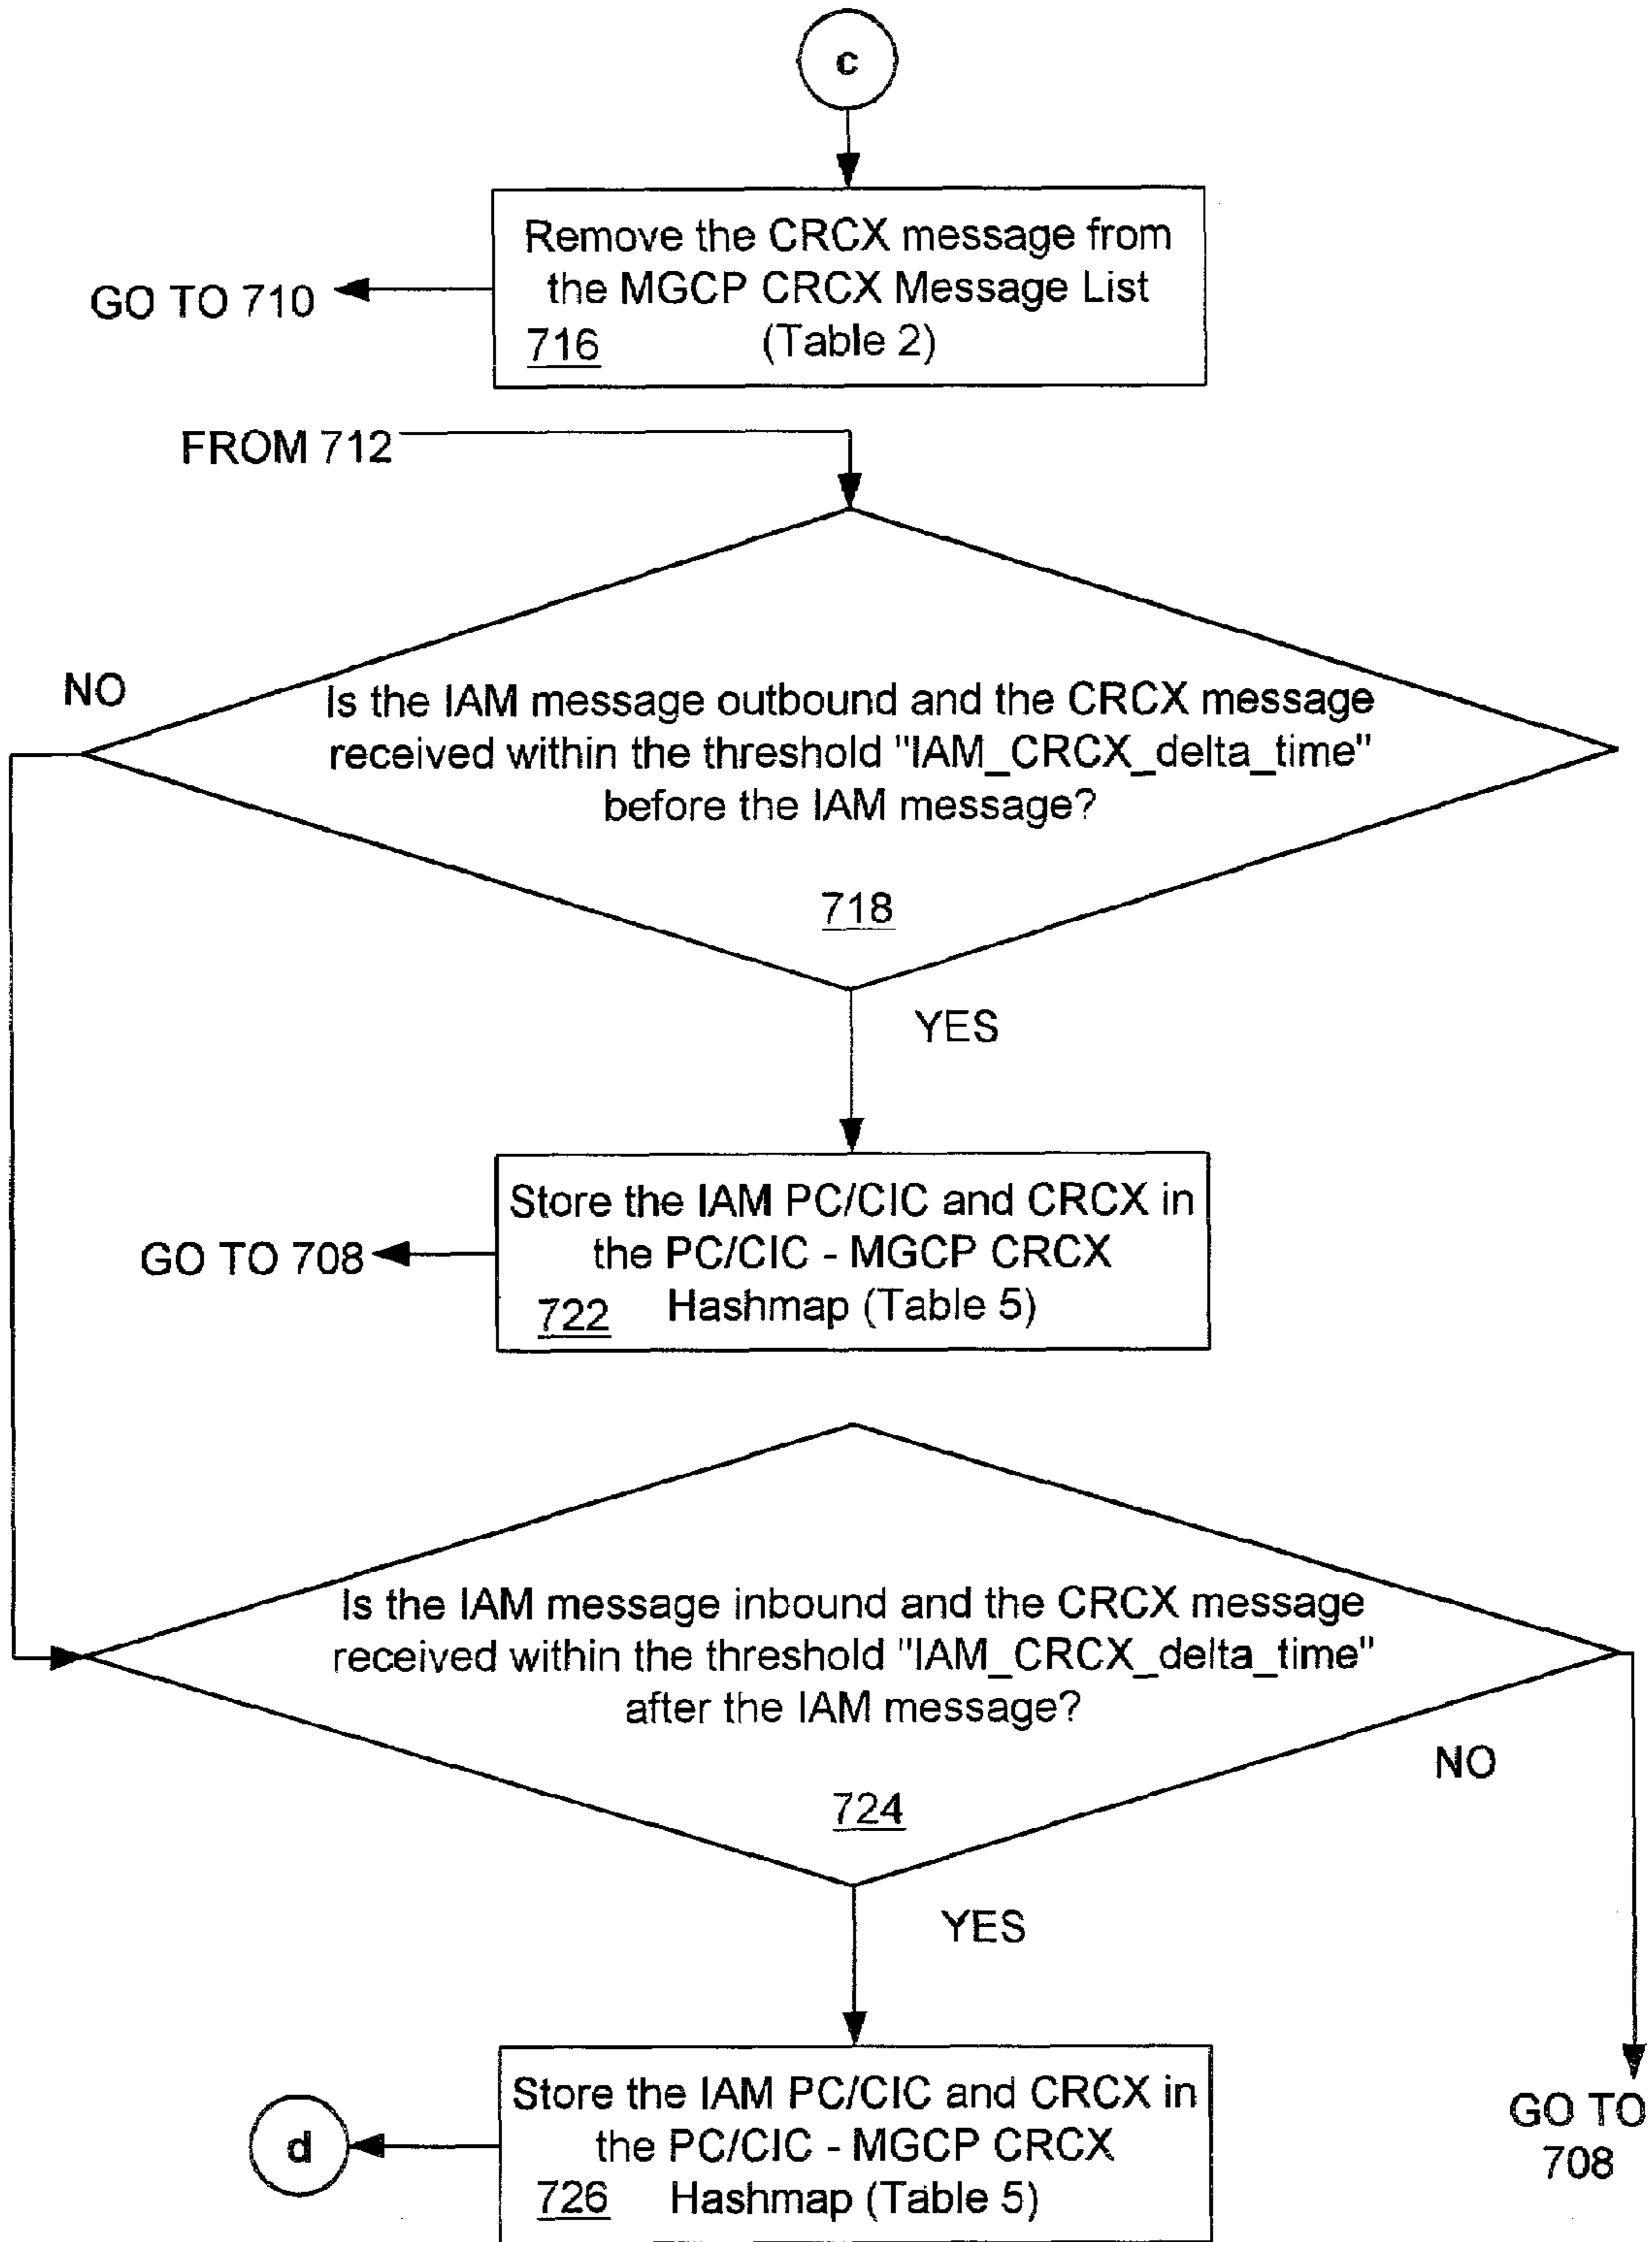 c
Remove the CRCX message from
the MGCP CRCX Message List
716 (Table 2)
GO TO 710
FROM 712
NO
Is the IAM message outbound and the CRCX message
received within the threshold "IAM_CRCX_delta_time"
before the IAM message?
718
YES
Store the IAM PC/CIC and CRCX in
the PC/CIC - MGCP CRCX
722 Hashmap (Table 5)
GO TO 708
Is the IAM message inbound and the CRCX message
received within the threshold "IAM_CRCX_delta_time"
after the IAM message?
724
NO
YES
Store the IAM PC/CIC and CRCX in
the PC/CIC - MGCP CRCX
726 Hashmap (Table 5)
d
GO TO
708